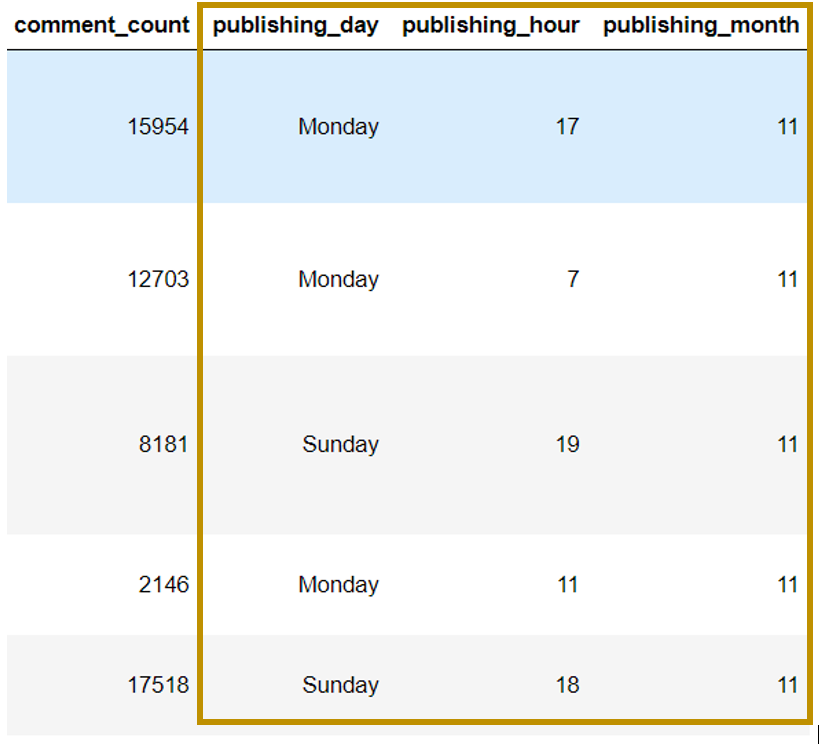 comment_count publishing_day publishing_hour publishing_month
15954 Monday 17 11
12703 Monday 7 11
8181 Sunday 19 11
2146 Monday 11 11
17518 Sunday 18 11